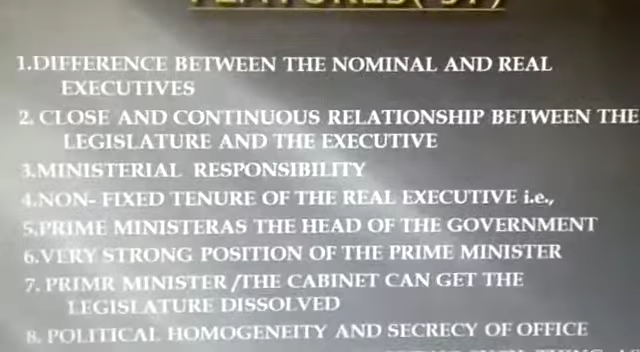 1.DIFFERENCE BETWEEN THE NOMINAL AND REAL
EXECUTIVES
2. CLOSE AND CONTINUOUS RELATIONSHIP BETWEEN THE
LEGISLATURE AND THE EXECUTIVE
3.MINISTERIAL RESPONSIBILITY
4.NON- FIXED TENURE OF THE REAL EXECUTIVE i.e.,
5.PRIME MINISTERAS THE HEAD OF THE GOVERNMENT
6.VERY STRONG POSITION OF THE PRIME MINISTER
7. PRIMR MINISTER /THE CABINET CAN GET THE
LEGISLATURE DISSOLVED
8. POLITICAL HOMOGENEITY AND SECRECY OF OFFICE